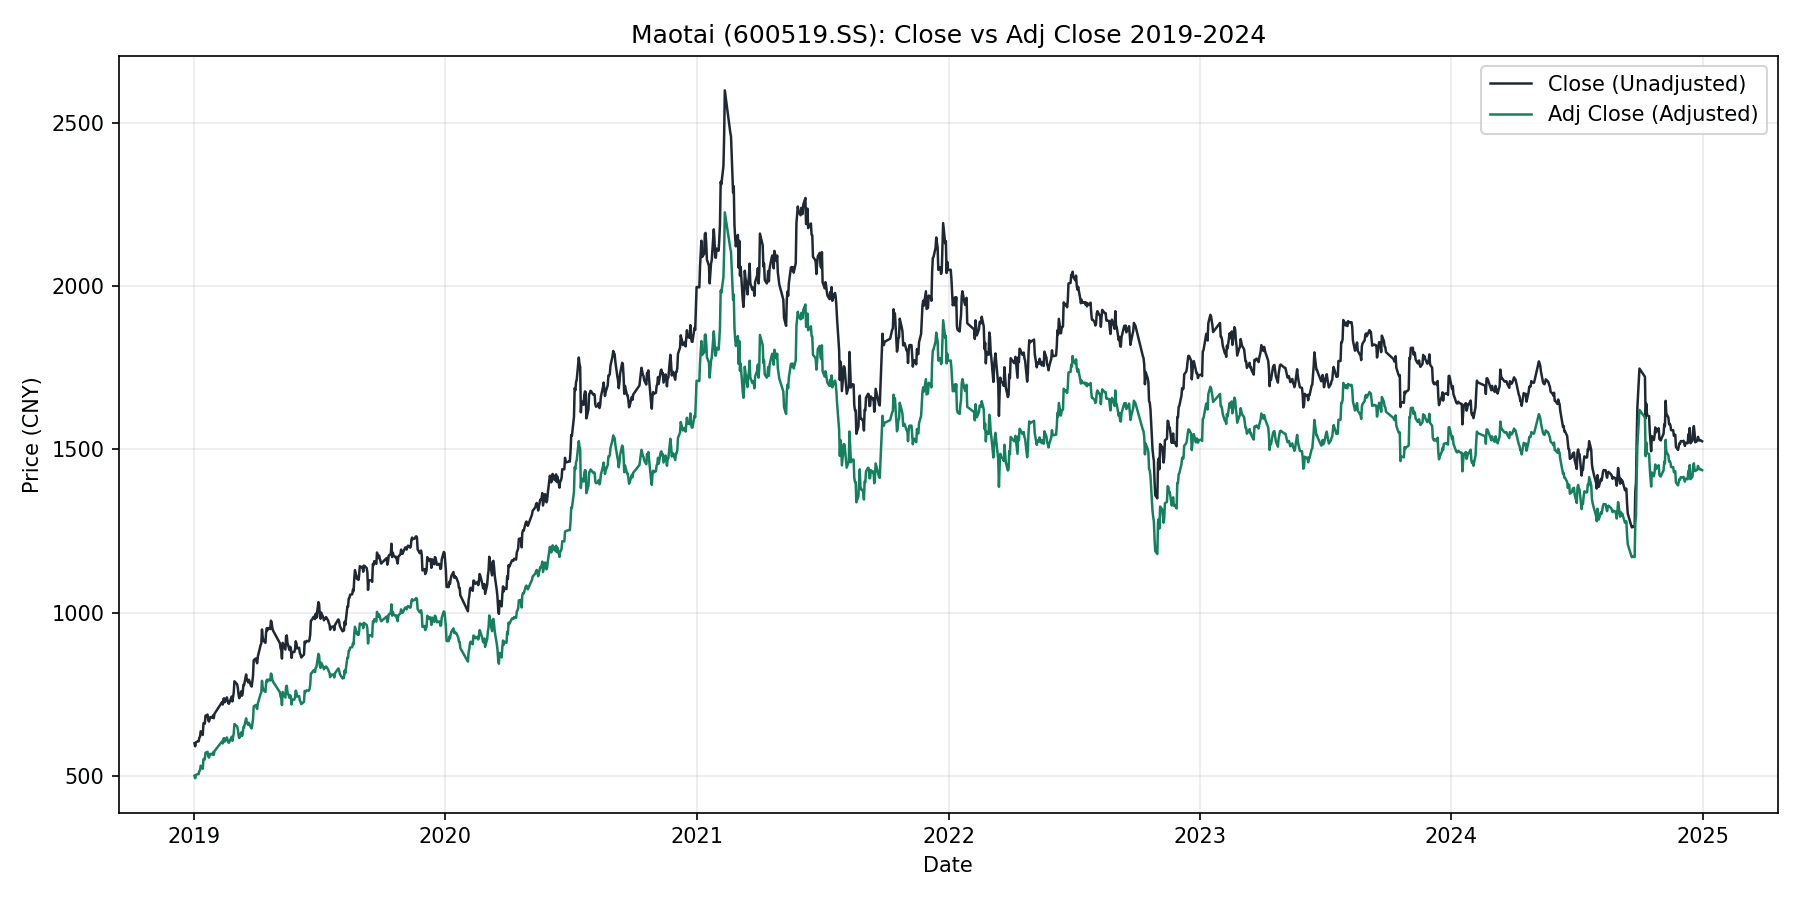 Maotai (600519.SS): Close vs Adj Close 2019-2024
Close (Unadjusted)
Adj Close (Adjusted)
Price (CNY)
2500
2000
1500
1000
500
2019 2020 2021 2022 2023 2024 2025
Date